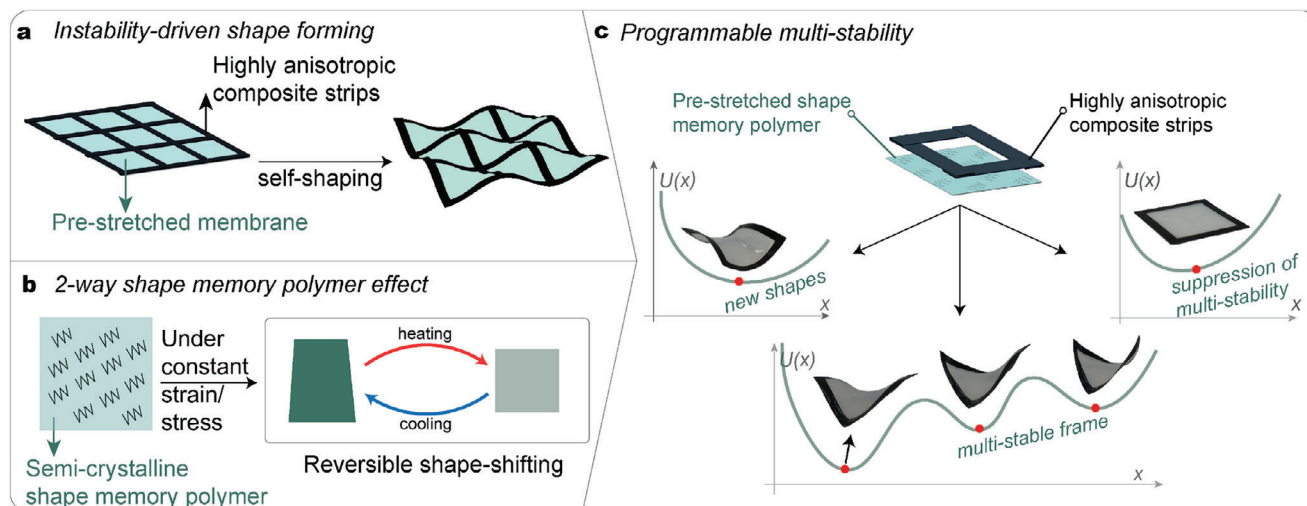 a Instability-driven shape forming
Highly anisotropic
composite strips
self-shaping
Pre-stretched membrane
b 2-way shape memory polymer effect
Under
constant
strain/
stress
heating
cooling
Semi-crystalline
shape memory polymer
Reversible shape-shifting
c Programmable multi-stability
Pre-stretched shape
memory polymer
Highly anisotropic
composite strips
U(x)
new shapes
x
U(x)
suppression of
multi-stability
x
U(x)
multi-stable frame
x